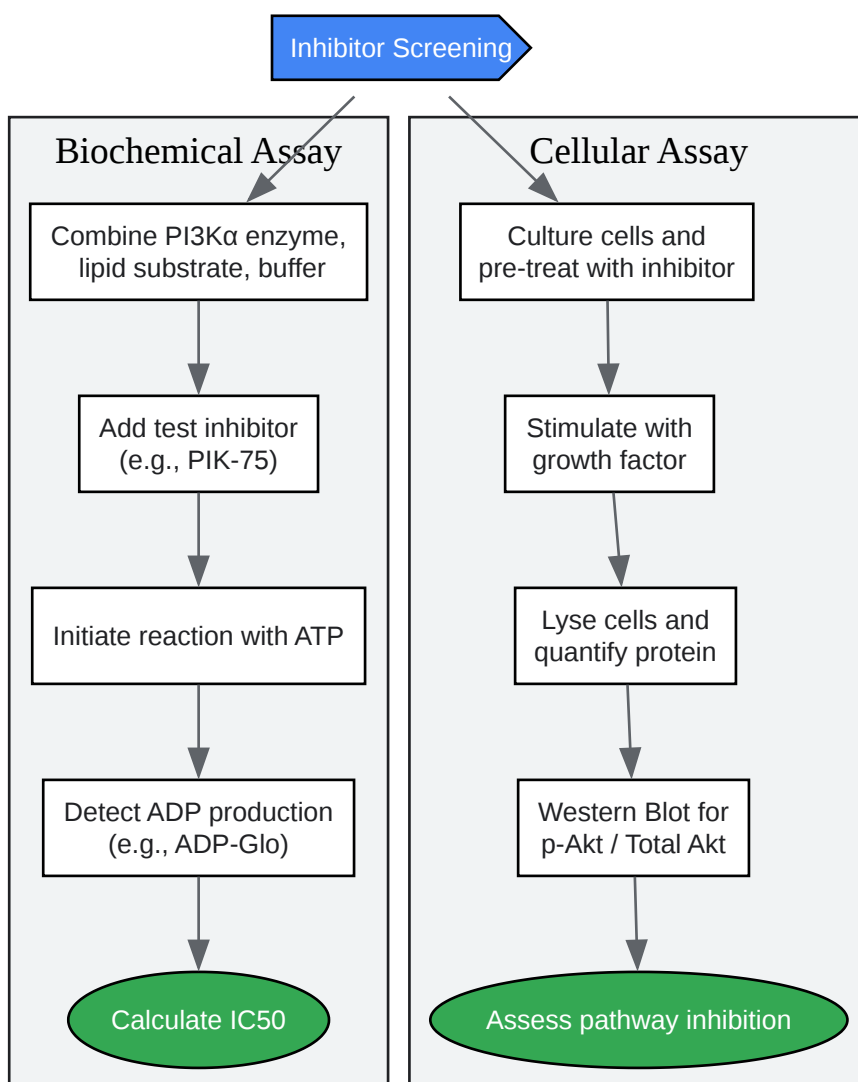 Inhibitor Screening
Biochemical Assay
Combine PI3Kα enzyme,
lipid substrate, buffer
Add test inhibitor
(e.g., PIK-75)
Initiate reaction with ATP
Detect ADP production
(e.g., ADP-Glo)
Calculate IC50
Cellular Assay
Culture cells and
pre-treat with inhibitor
Stimulate with
growth factor
Lyse cells and
quantify protein
Western Blot for
p-Akt / Total Akt
Assess pathway inhibition